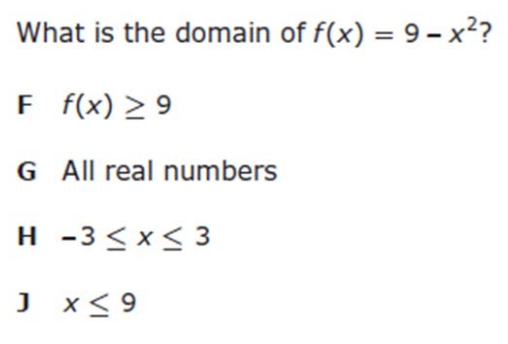 What is the domain of f(x) = 9 – x²?
F f(x) ≥ 9
G All real numbers
H –3 ≤ x ≤ 3
J x ≤ 9